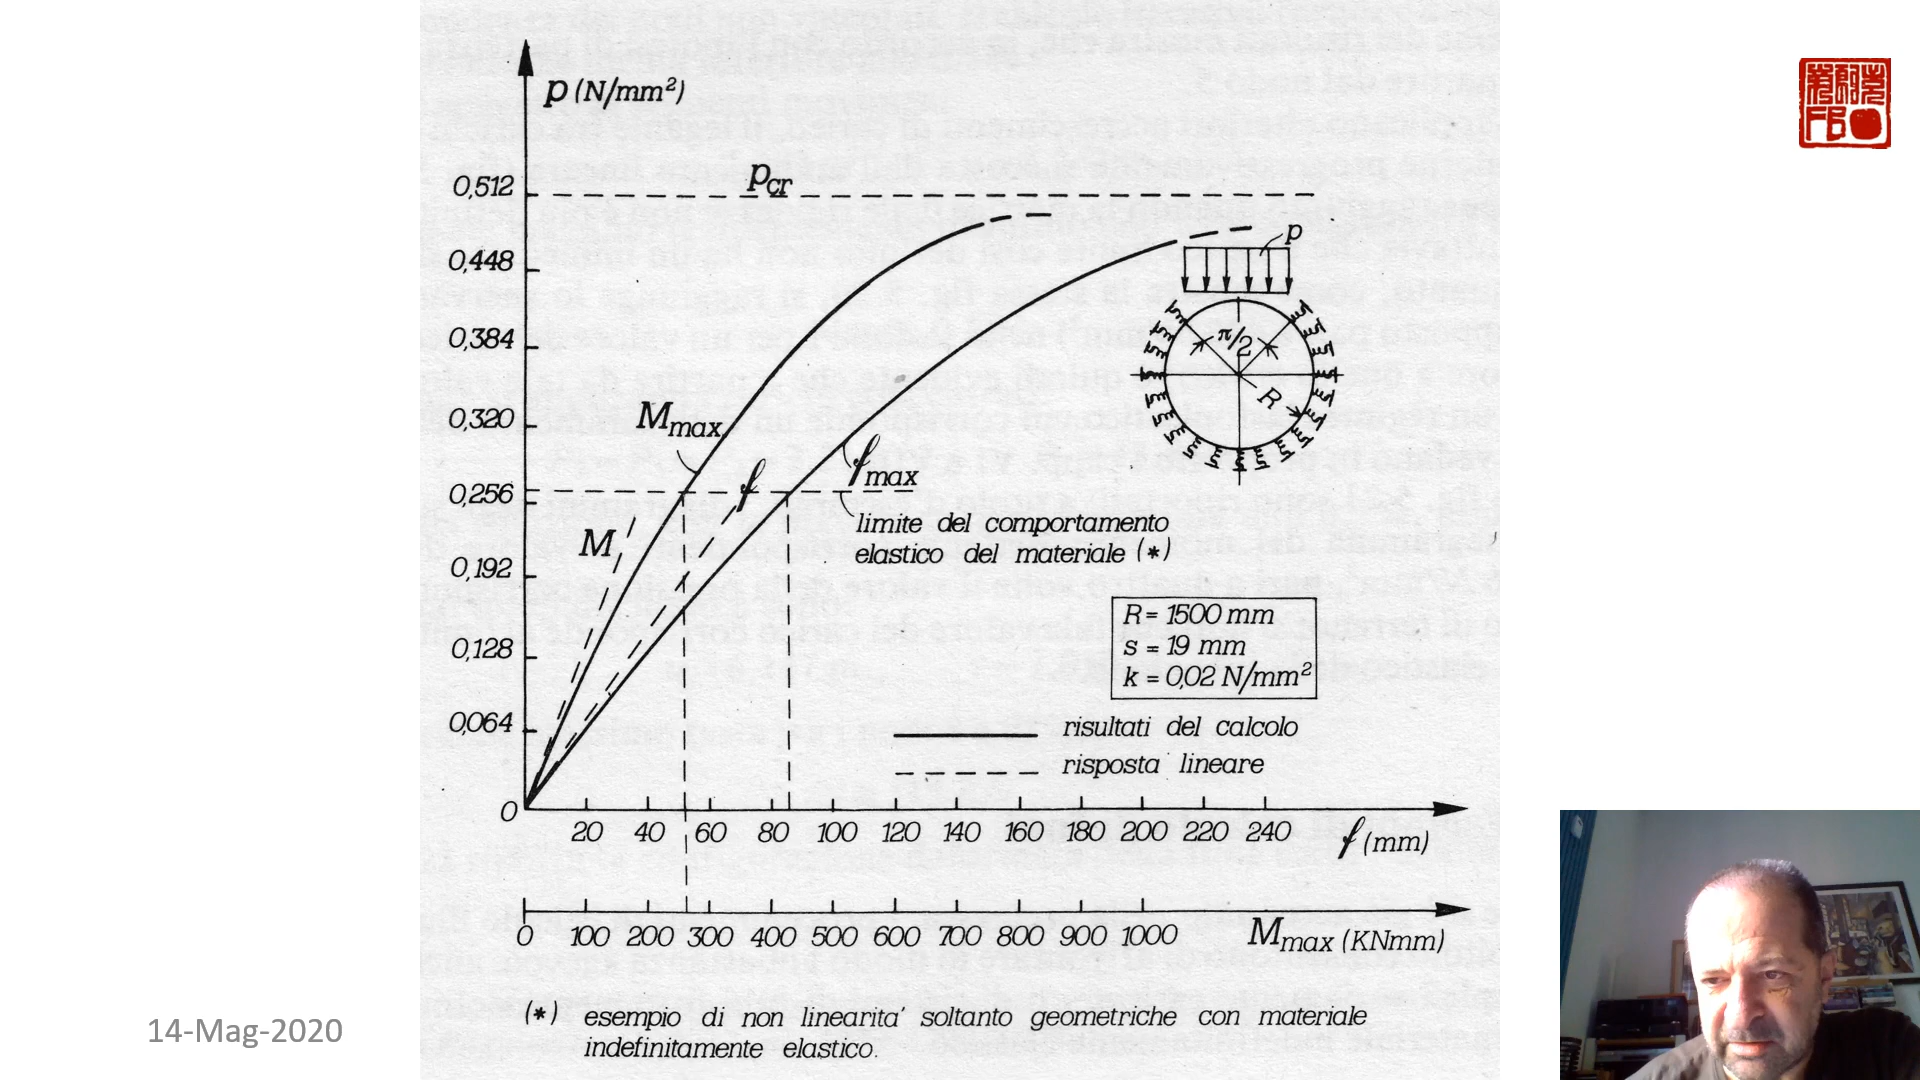 p (N/mm²)
0,512
p_cr
0,448
p
0,384
π/2
R
0,320
M_max
f
f_max
0,256
limite del comportamento
M
elastico del materiale (*)
0,192
R = 1500 mm
0,128
s = 19 mm
k = 0,02 N/mm²
0,064
risultati del calcolo
risposta lineare
0
20 40 60 80 100 120 140 160 180 200 220 240
f (mm)
0 100 200 300 400 500 600 700 800 900 1000
M_max (KNmm)
(*) esempio di non linearita' soltanto geometriche con materiale
indefinitamente elastico.
14-Mag-2020